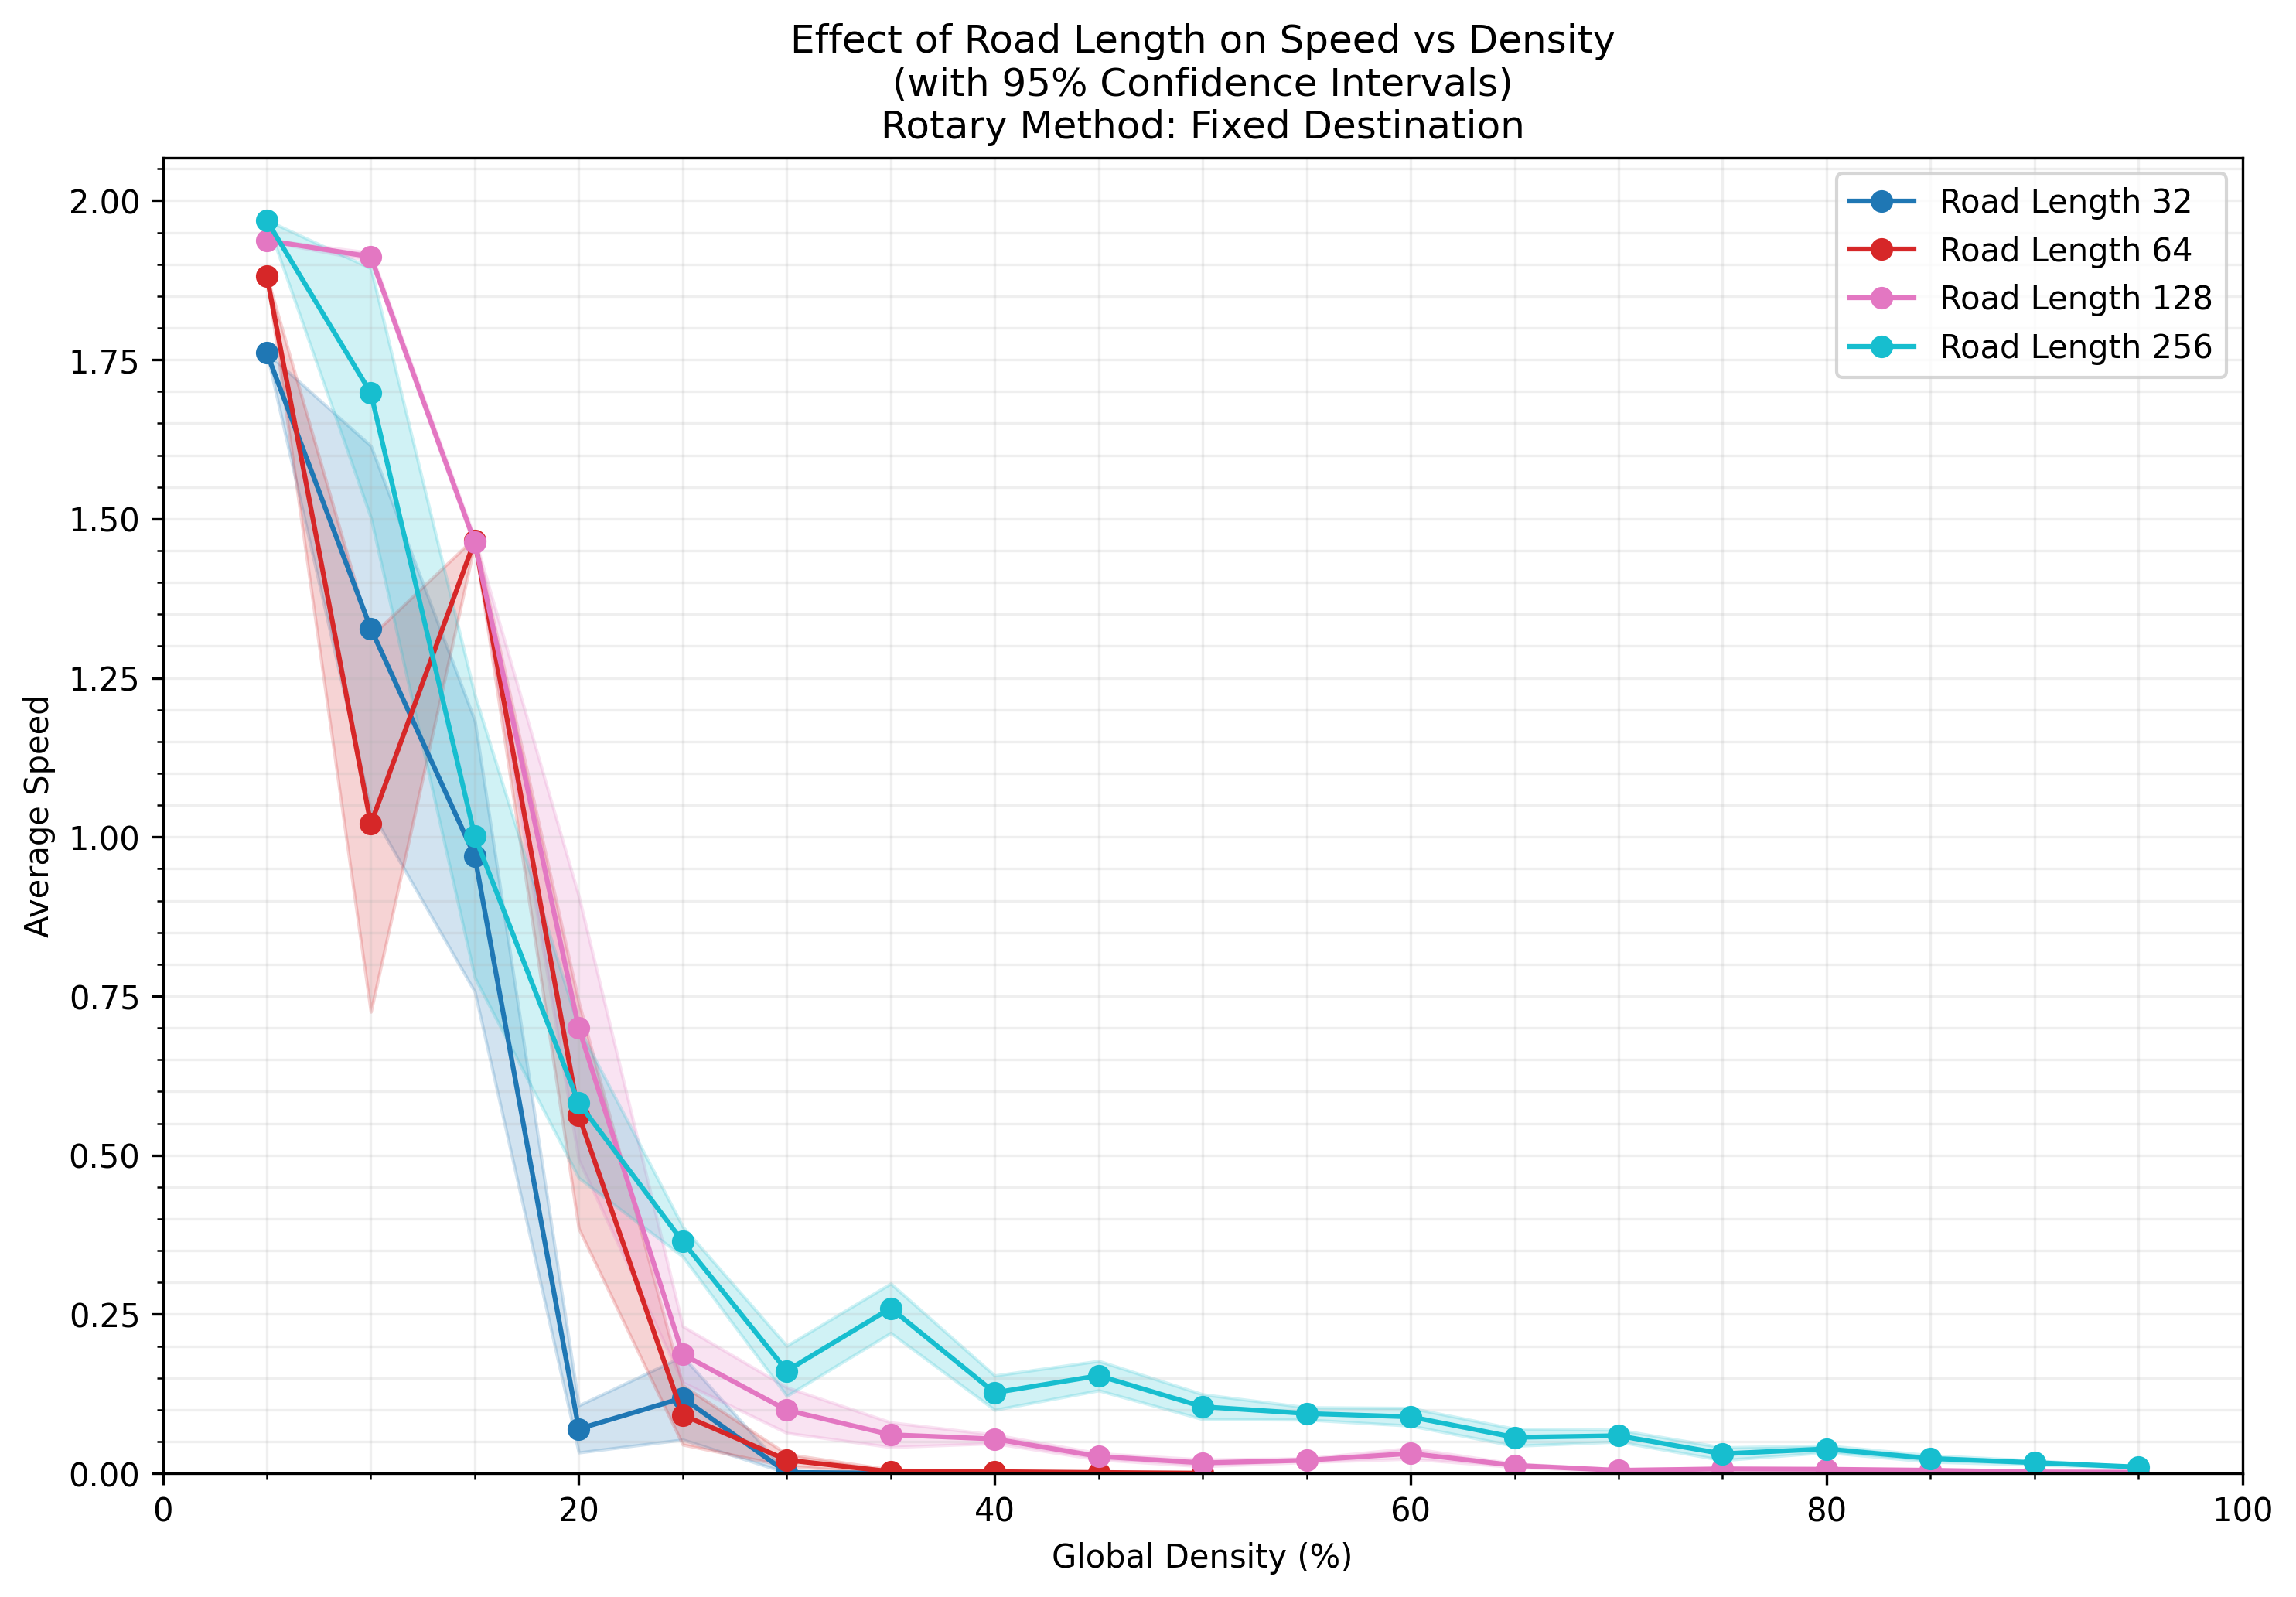 Effect of Road Length on Speed vs Density
(with 95% Confidence Intervals)
Rotary Method: Fixed Destination
Road Length 32
Road Length 64
Road Length 128
Road Length 256
Average Speed
2.00
1.75
1.50
1.25
1.00
0.75
0.50
0.25
0.00
0 20 40 60 80 100
Global Density (%)